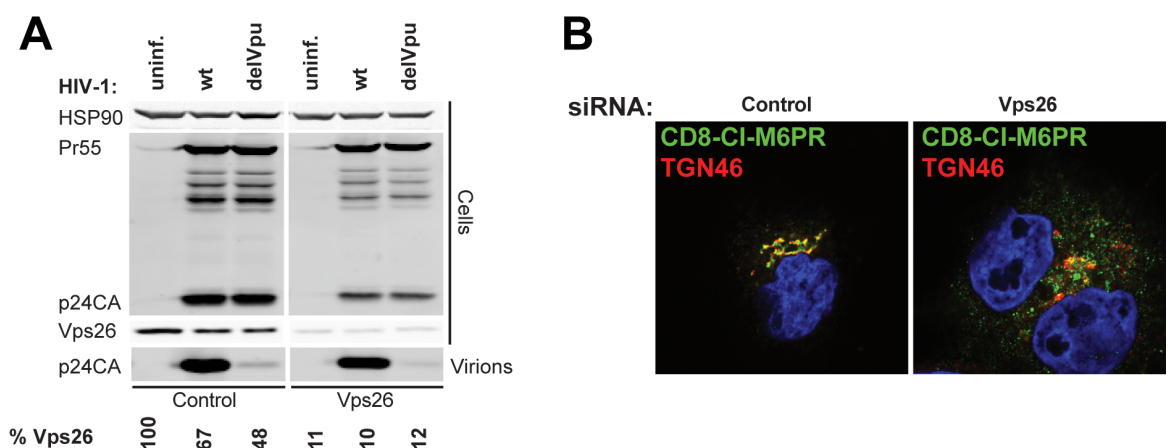 A
HIV-1: uninf. wt delVpu uninf. wt delVpu
HSP90
Pr55
p24CA
Vps26
Cells
p24CA
Virions
Control Vps26
% Vps26 100 67 48 11 10 12
B
siRNA: Control Vps26
CD8-CI-M6PR CD8-CI-M6PR
TGN46 TGN46